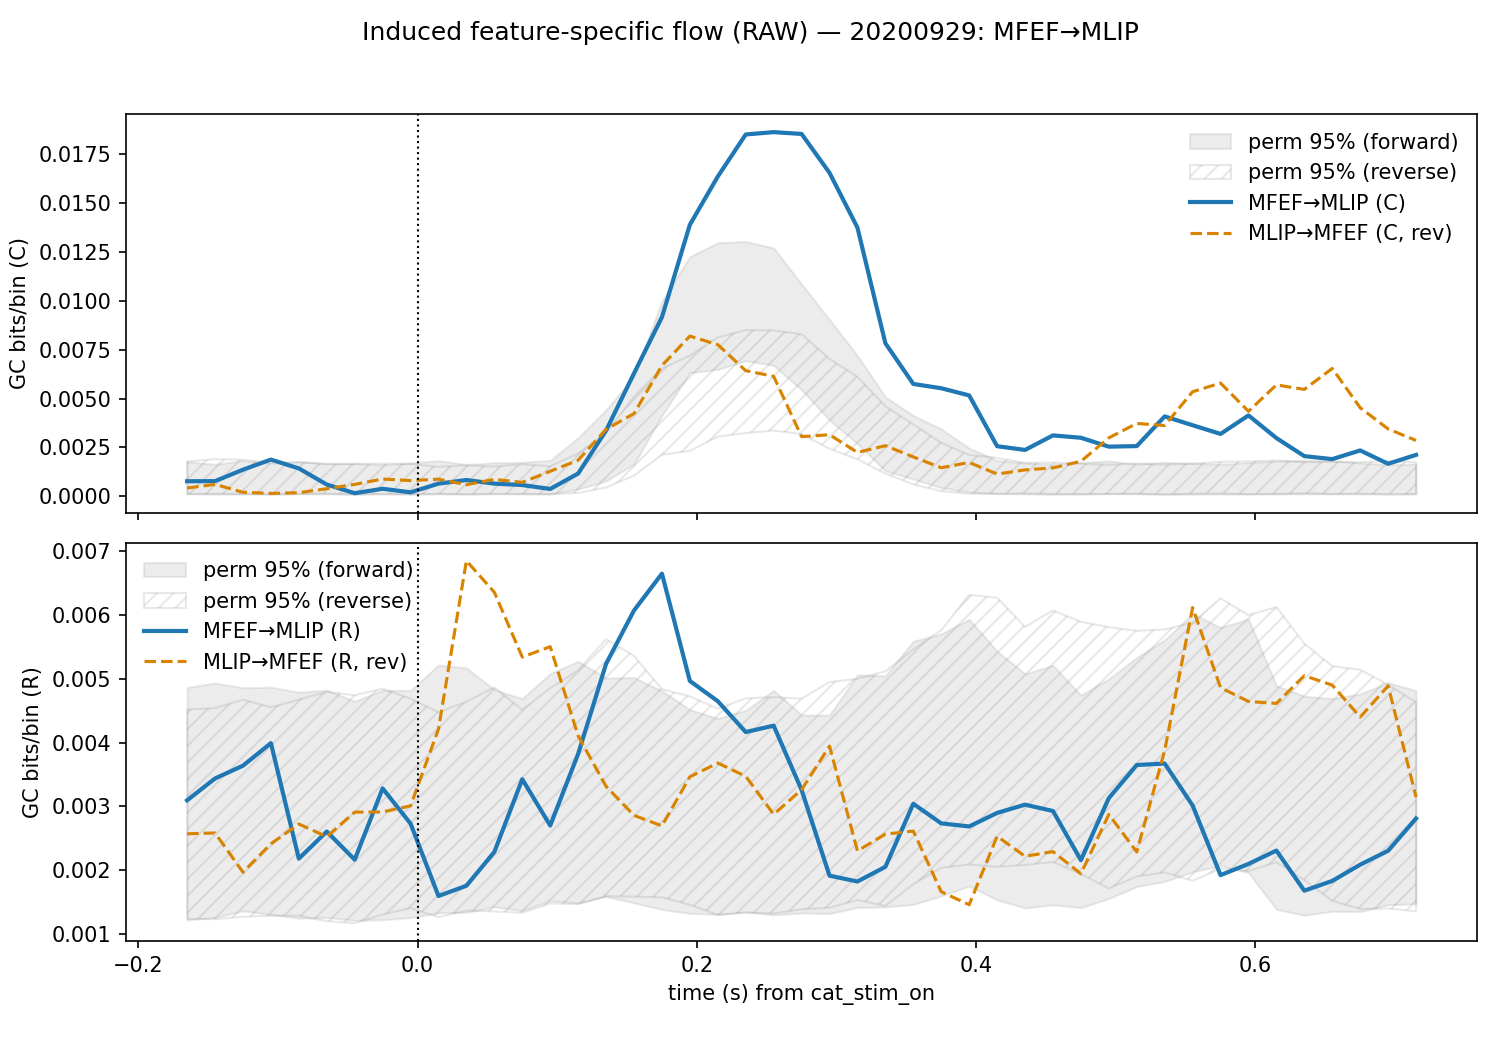 Induced feature-specific flow (RAW) — 20200929: MFEF→MLIP
GC bits/bin (C)
0.0175
0.0150
0.0125
0.0100
0.0075
0.0050
0.0025
0.0000
perm 95% (forward)
perm 95% (reverse)
MFEF→MLIP (C)
MLIP→MFEF (C, rev)
GC bits/bin (R)
0.007
0.006
0.005
0.004
0.003
0.002
0.001
perm 95% (forward)
perm 95% (reverse)
MFEF→MLIP (R)
MLIP→MFEF (R, rev)
−0.2 0.0 0.2 0.4 0.6
time (s) from cat_stim_on